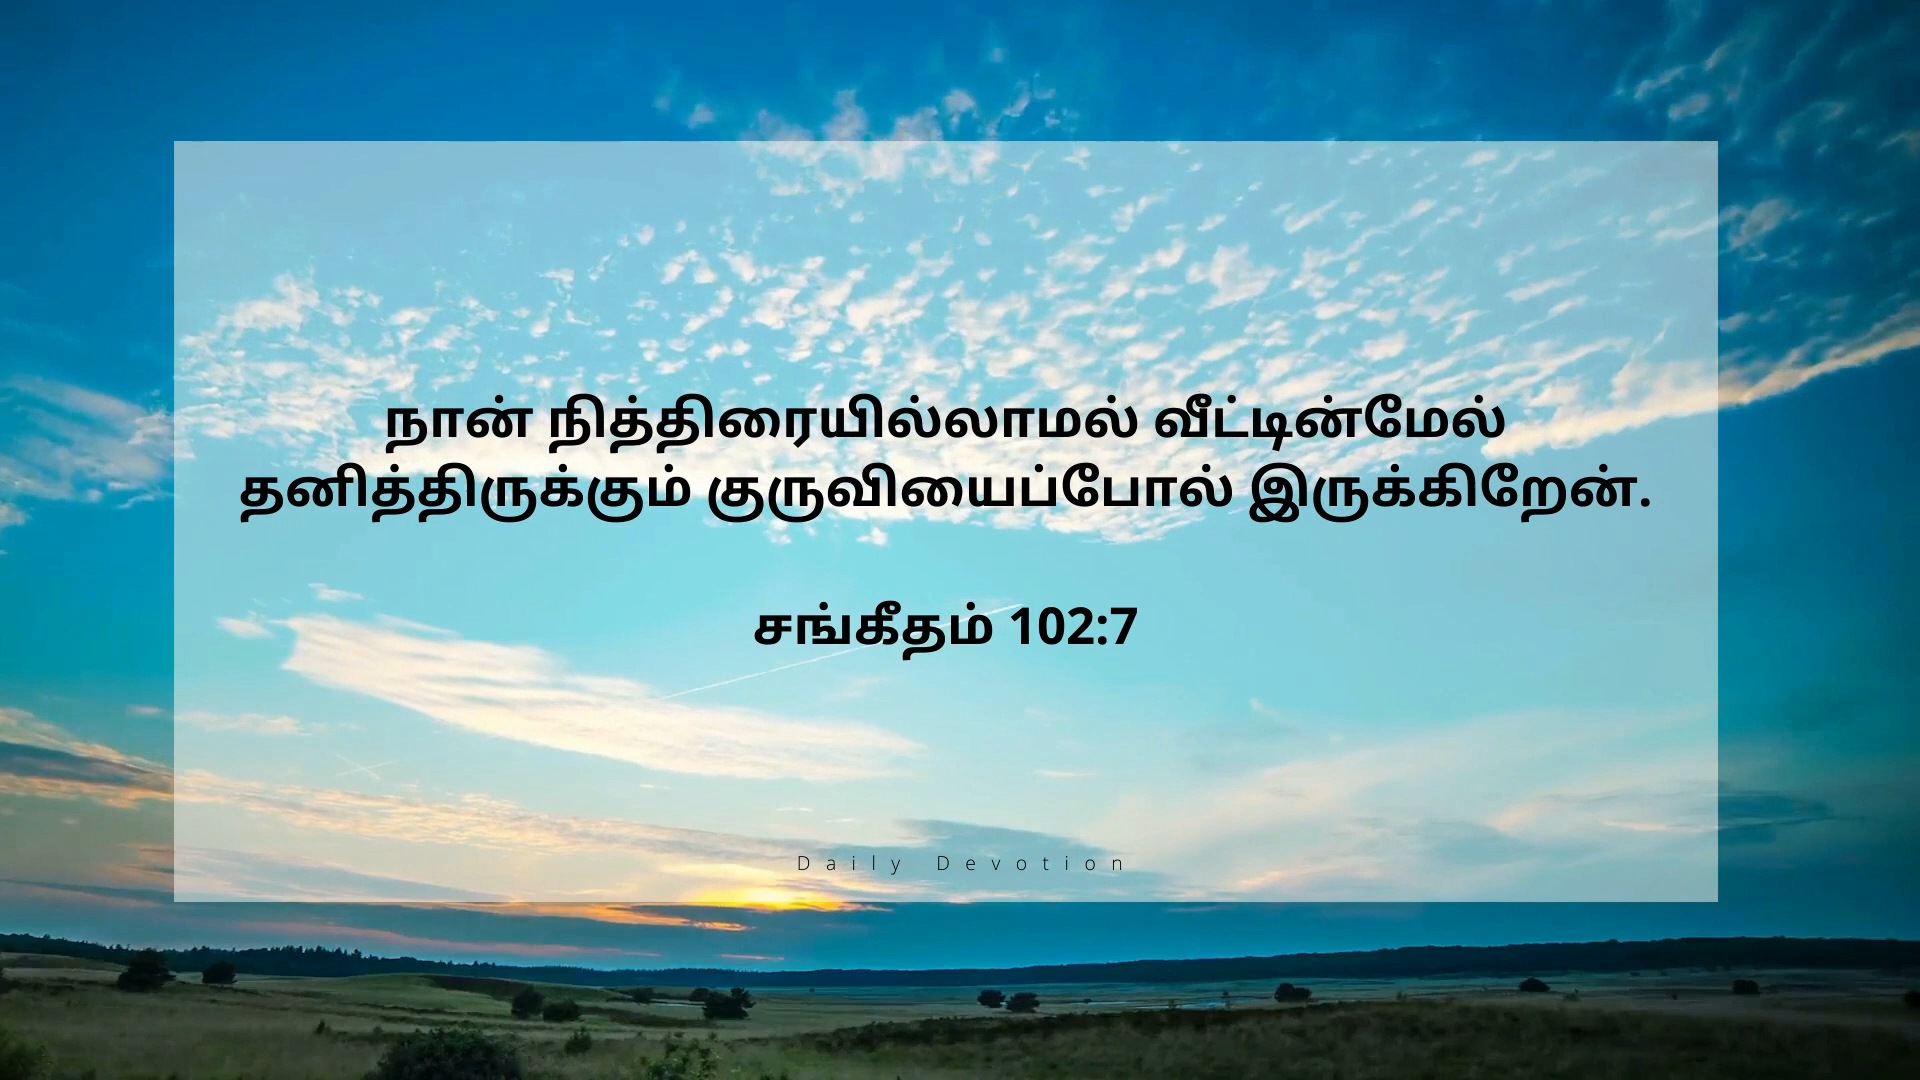 நான் நித்திரையில்லாமல் வீட்டின்மேல்
தனித்திருக்கும் குருவியைப்போல் இருக்கிறேன்.
சங்கீதம் 102:7
Daily Devotion